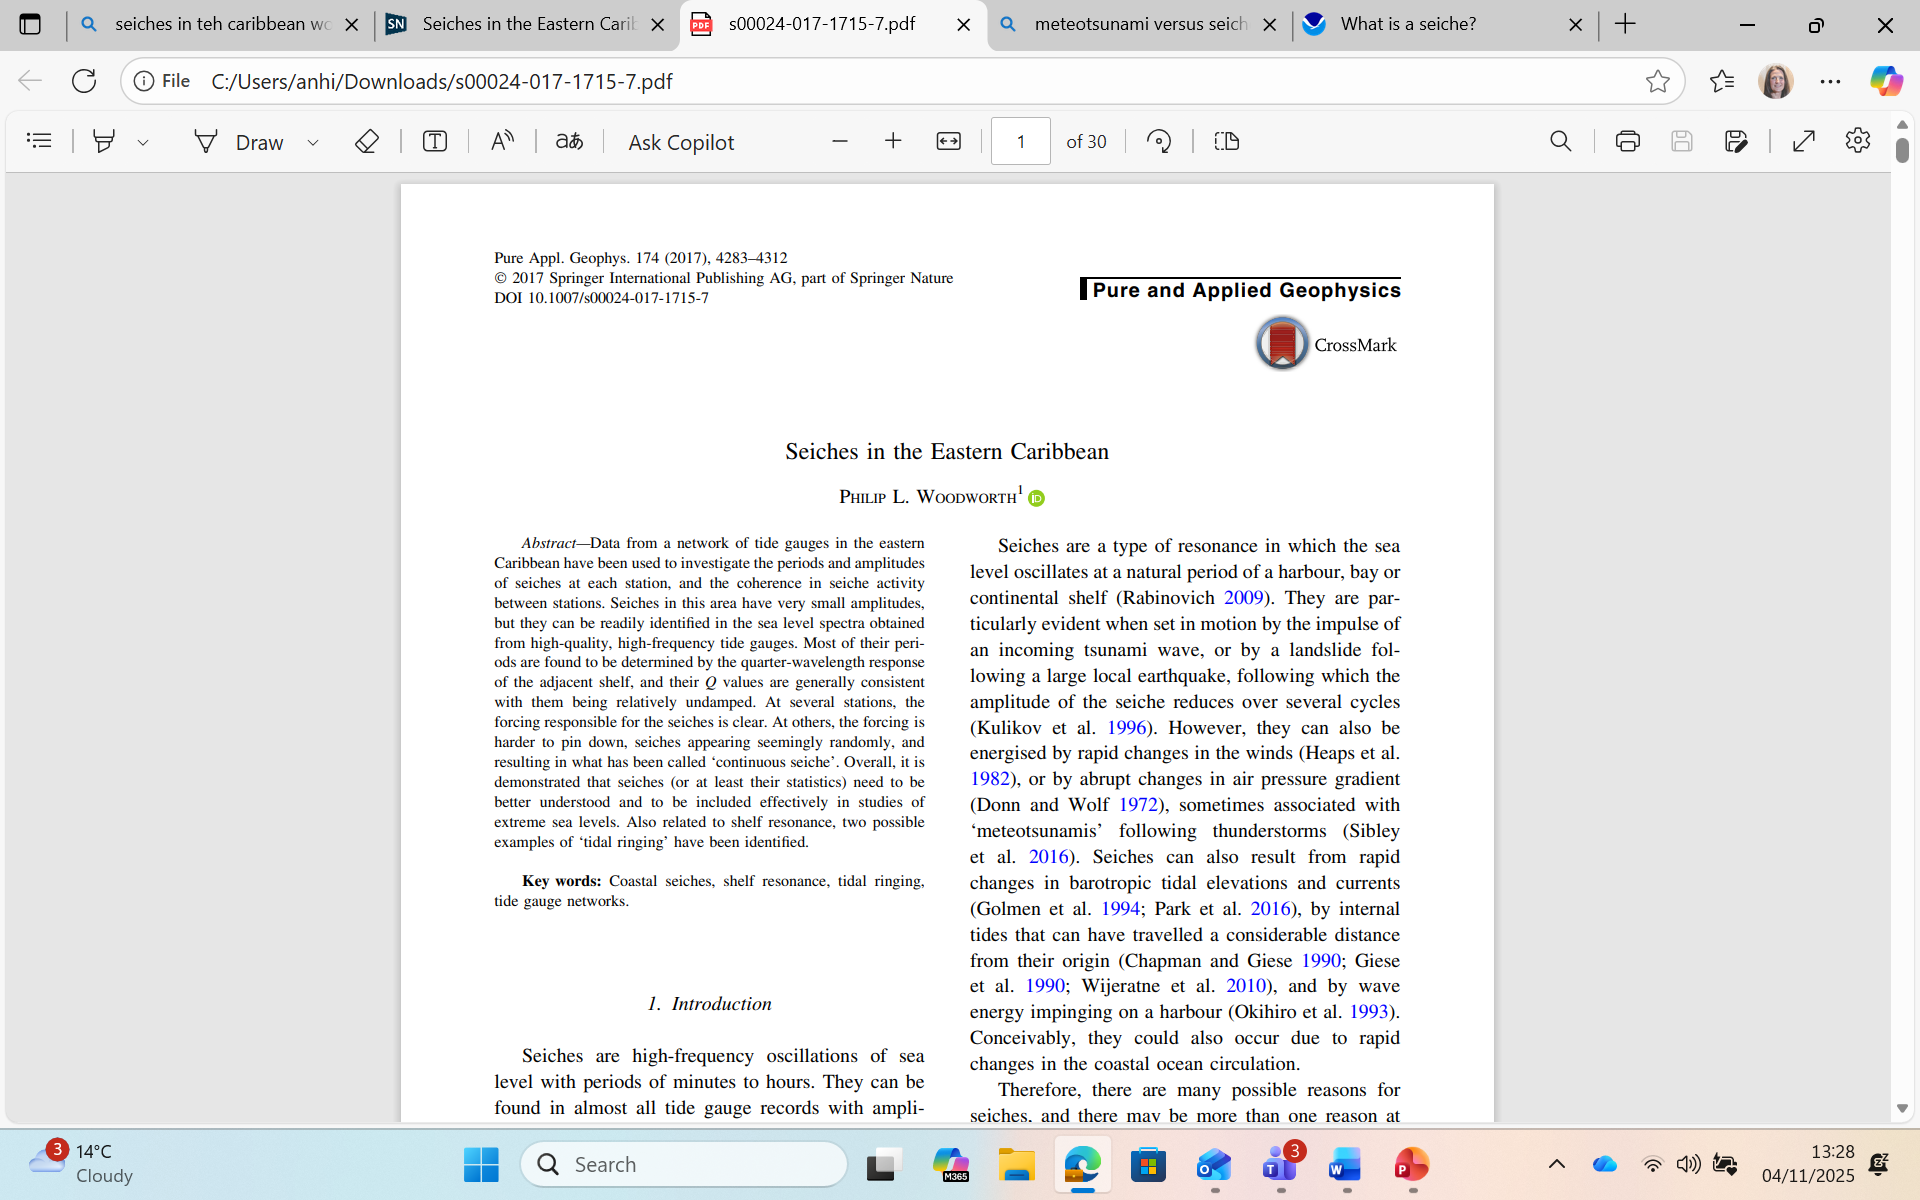 seiches in teh caribbean wo
Seiches in the Eastern Carib
s00024-017-1715-7.pdf
meteotsunami versus seich
What is a seiche?
File C:/Users/anhi/Downloads/s00024-017-1715-7.pdf
Draw
Ask Copilot
1 of 30
Pure Appl. Geophys. 174 (2017), 4283–4312
© 2017 Springer International Publishing AG, part of Springer Nature
DOI 10.1007/s00024-017-1715-7
Pure and Applied Geophysics
CrossMark
Seiches in the Eastern Caribbean
PHILIP L. WOODWORTH1
Abstract—Data from a network of tide gauges in the eastern
Caribbean have been used to investigate the periods and amplitudes
of seiches at each station, and the coherence in seiche activity
between stations. Seiches in this area have very small amplitudes,
but they can be readily identified in the sea level spectra obtained
from high-quality, high-frequency tide gauges. Most of their peri-
ods are found to be determined by the quarter-wavelength response
of the adjacent shelf, and their Q values are generally consistent
with them being relatively undamped. At several stations, the
forcing responsible for the seiches is clear. At others, the forcing is
harder to pin down, seiches appearing seemingly randomly, and
resulting in what has been called ‘continuous seiche’. Overall, it is
demonstrated that seiches (or at least their statistics) need to be
better understood and to be included effectively in studies of
extreme sea levels. Also related to shelf resonance, two possible
examples of ‘tidal ringing’ have been identified.
Key words: Coastal seiches, shelf resonance, tidal ringing,
tide gauge networks.
1. Introduction
Seiches are high-frequency oscillations of sea
level with periods of minutes to hours. They can be
found in almost all tide gauge records with ampli-
Seiches are a type of resonance in which the sea
level oscillates at a natural period of a harbour, bay or
continental shelf (Rabinovich 2009). They are par-
ticularly evident when set in motion by the impulse of
an incoming tsunami wave, or by a landslide fol-
lowing a large local earthquake, following which the
amplitude of the seiche reduces over several cycles
(Kulikov et al. 1996). However, they can also be
energised by rapid changes in the winds (Heaps et al.
1982), or by abrupt changes in air pressure gradient
(Donn and Wolf 1972), sometimes associated with
‘meteotsunamis’ following thunderstorms (Sibley
et al. 2016). Seiches can also result from rapid
changes in barotropic tidal elevations and currents
(Golmen et al. 1994; Park et al. 2016), by internal
tides that can have travelled a considerable distance
from their origin (Chapman and Giese 1990; Giese
et al. 1990; Wijeratne et al. 2010), and by wave
energy impinging on a harbour (Okihiro et al. 1993).
Conceivably, they could also occur due to rapid
changes in the coastal ocean circulation.
Therefore, there are many possible reasons for
seiches, and there may be more than one reason at
3
14°C
Cloudy
Search
M365
3
13:28
04/11/2025